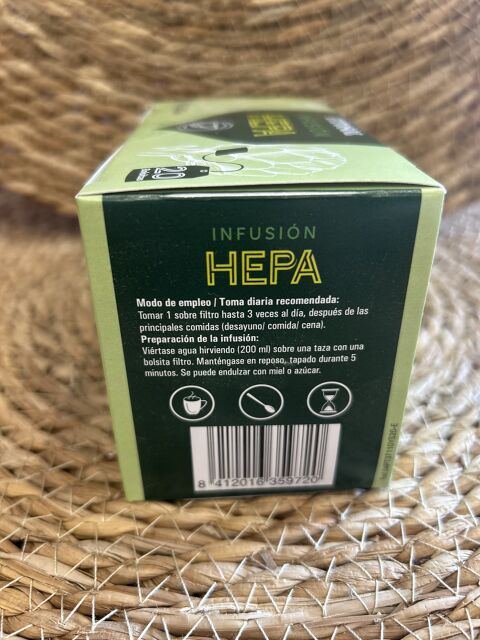 HEPA
20
INFUSIÓN
HEPA
Modo de empleo / Toma diaria recomendada:
Tomar 1 sobre filtro hasta 3 veces al día, después de las
principales comidas (desayuno/ comida/ cena).
Preparación de la infusión:
Viértase agua hirviendo (200 ml) sobre una taza con una
bolsita filtro. Manténgase en reposo, tapado durante 5
minutos. Se puede endulzar con miel o azúcar.
8 412016 359720